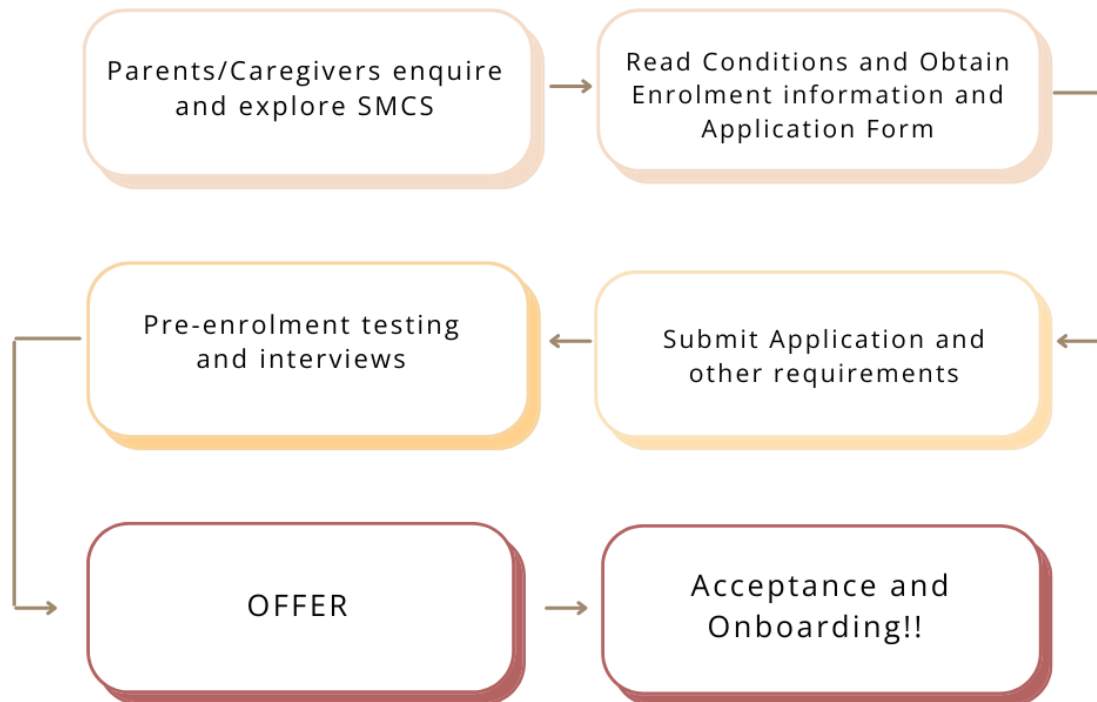 Parents/Caregivers enquire
and explore SMCS
Read Conditions and Obtain
Enrolment information and
Application Form
Submit Application and
other requirements
Pre-enrolment testing
and interviews
OFFER
Acceptance and
Onboarding!!